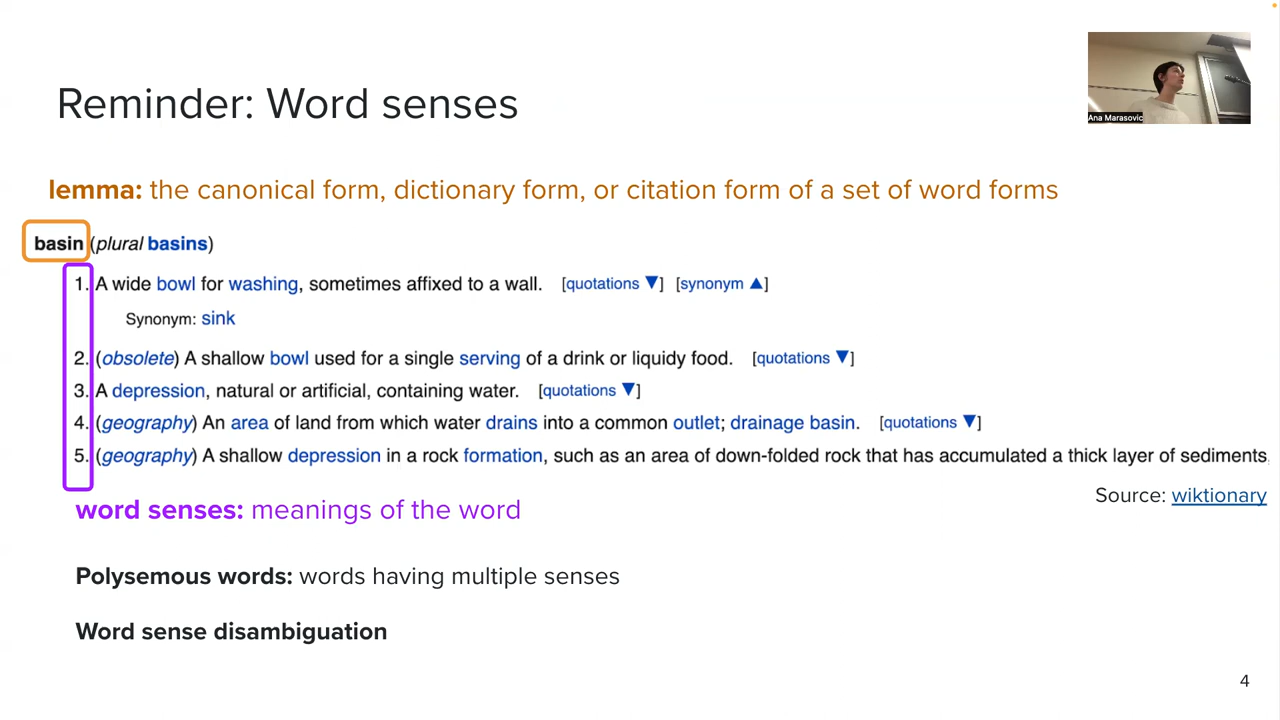 Reminder: Word senses
Ana Marasovic
lemma: the canonical form, dictionary form, or citation form of a set of word forms
basin (plural basins)
1. A wide bowl for washing, sometimes affixed to a wall. [quotations ▼] [synonym ▲]
Synonym: sink
2. (obsolete) A shallow bowl used for a single serving of a drink or liquidy food. [quotations ▼]
3. A depression, natural or artificial, containing water. [quotations ▼]
4. (geography) An area of land from which water drains into a common outlet; drainage basin. [quotations ▼]
5. (geography) A shallow depression in a rock formation, such as an area of down-folded rock that has accumulated a thick layer of sediments
Source: wiktionary
word senses: meanings of the word
Polysemous words: words having multiple senses
Word sense disambiguation
4